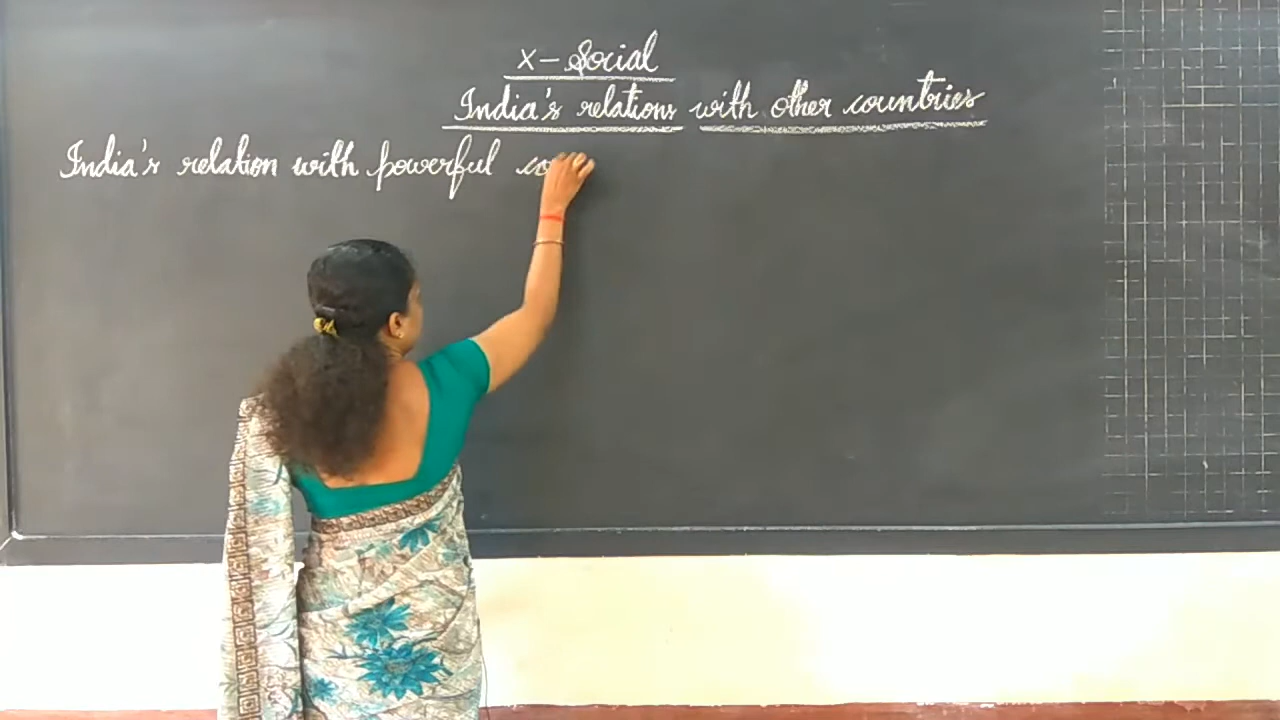 x - Social
India's relations with other countries
India's relation with powerful co